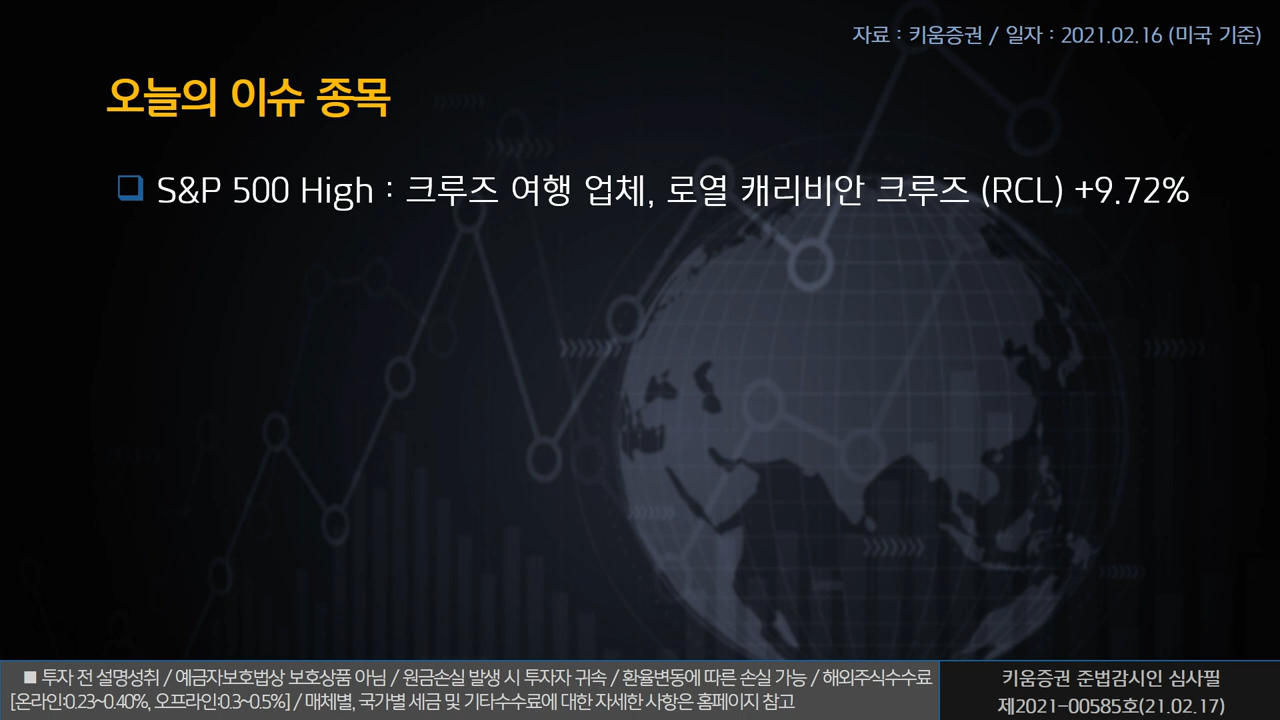 자료 : 키움증권 / 일자 : 2021.02.16 (미국 기준)
오늘의 이슈 종목
❑ S&P 500 High : 크루즈 여행 업체, 로열 캐리비안 크루즈 (RCL) +9.72%
■ 투자 전 설명성취 / 예금자보호법상 보호상품 아님 / 원금손실 발생 시 투자자 귀속 / 환율변동에 따른 손실 가능 / 해외주식수수료
[온라인:0.23~0.40%, 오프라인:0.3~0.5%] / 매체별, 국가별 세금 및 기타수수료에 대한 자세한 사항은 홈페이지 참고
키움증권 준법감시인 심사필
제2021-00585호(21.02.17)